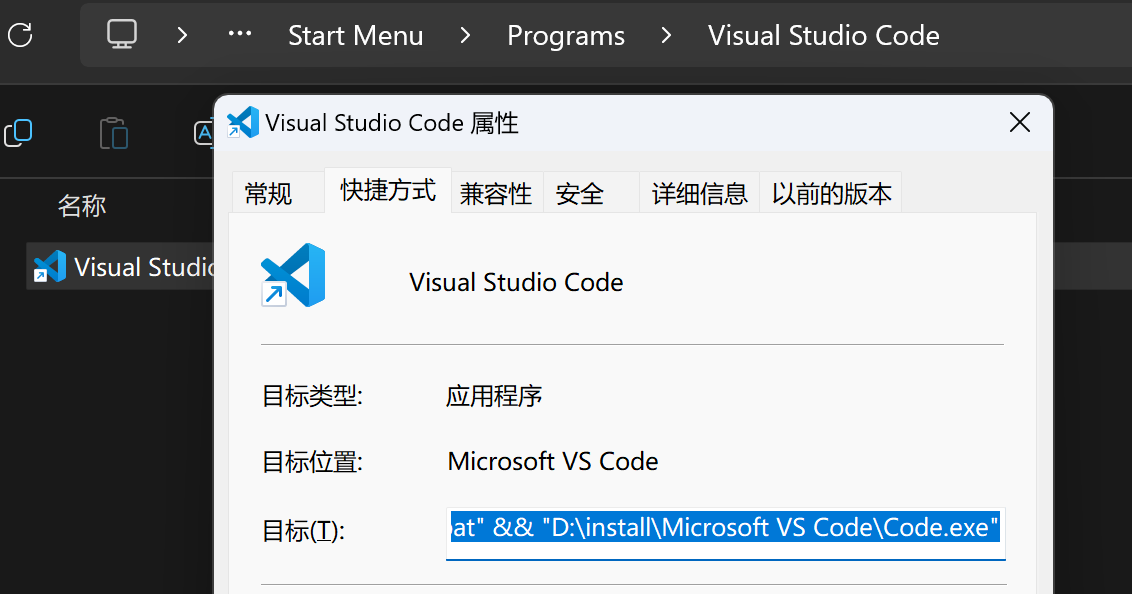 Start Menu > Programs > Visual Studio Code
Visual Studio Code 属性
常规 快捷方式 兼容性 安全 详细信息 以前的版本
名称
Visual Studio
Visual Studio Code
目标类型: 应用程序
目标位置: Microsoft VS Code
目标(T): at" && "D:\install\Microsoft VS Code\Code.exe"